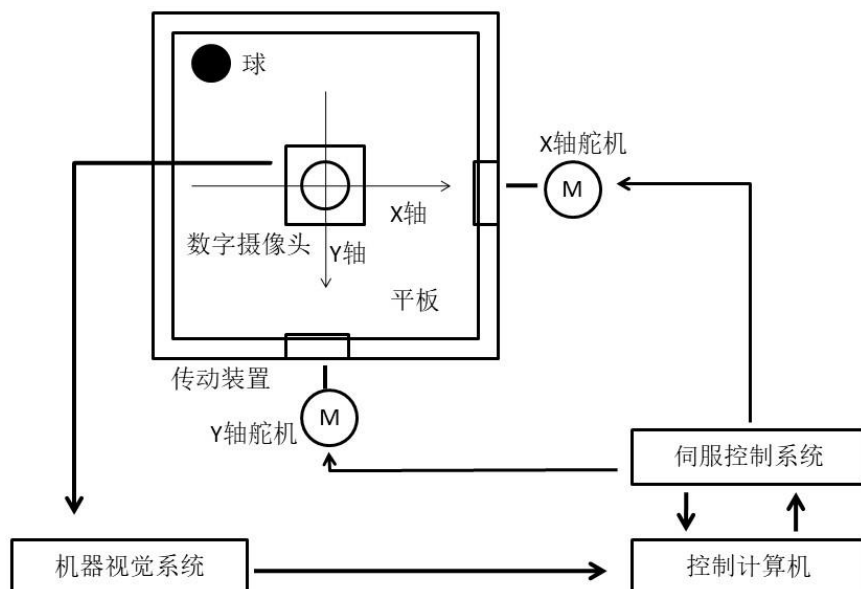 球
X轴舵机
M
X轴
数字摄像头
Y轴
平板
传动装置
M
Y轴舵机
伺服控制系统
机器视觉系统
控制计算机